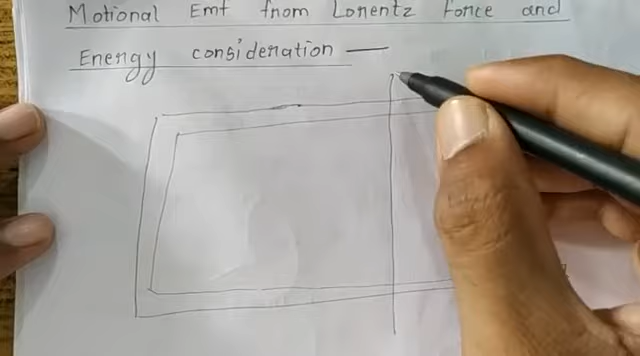 Motional Emf from Lorentz Force and
Energy consideration —